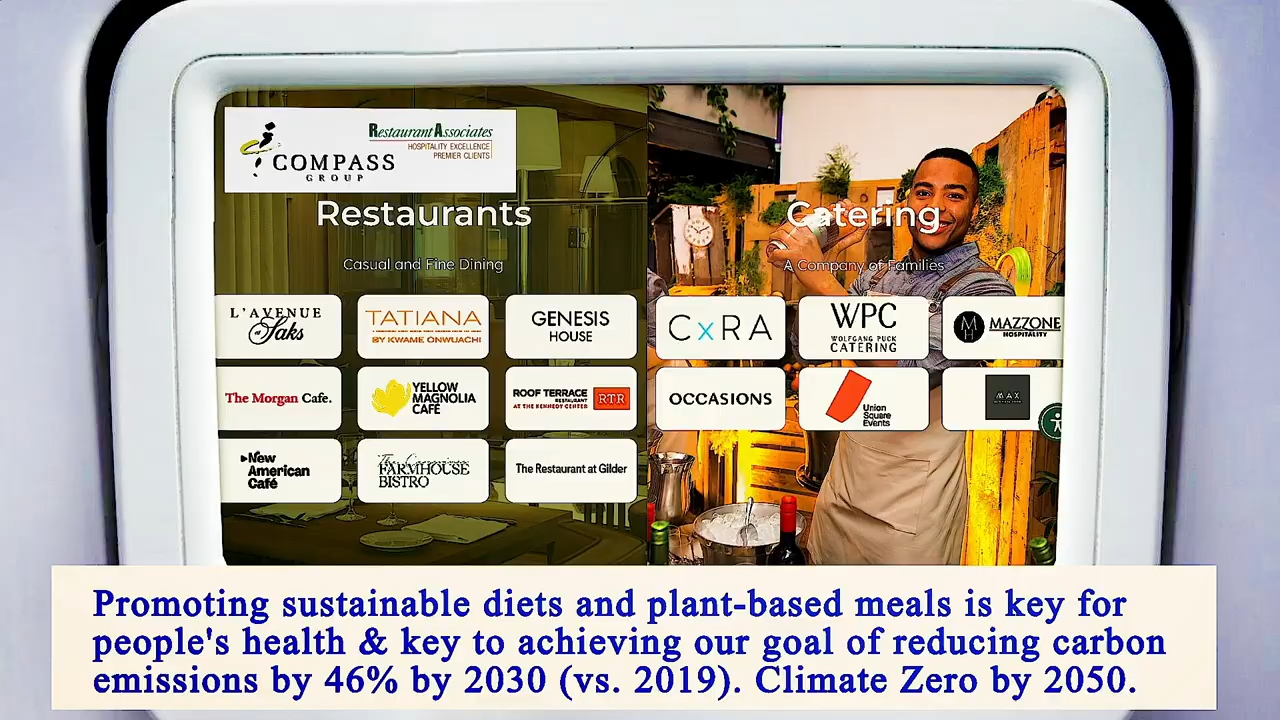 COMPASS
GROUP
RESTAURANT ASSOCIATES
HOSPITALITY EXCELLENCE
PREMIER CLIENTS
Restaurants
Casual and Fine Dining
L'AVENUE
Saks
TATIANA
BY KWAME ONWUACHI
GENESIS
HOUSE
The Morgan Cafe.
YELLOW
MAGNOLIA
CAFÉ
ROOF TERRACE
RESTAURANT
AT THE KENNEDY CENTER
RTR
New
American
Café
FARMHOUSE
BISTRO
The Restaurant at Gilder
Catering
A Company of Families
CxRA
WPC
WOLFGANG PUCK
CATERING
M
H
MAZZONE
HOSPITALITY
OCCASIONS
Union
Square
Events
MAX
Promoting sustainable diets and plant-based meals is key for
people's health & key to achieving our goal of reducing carbon
emissions by 46% by 2030 (vs. 2019). Climate Zero by 2050.